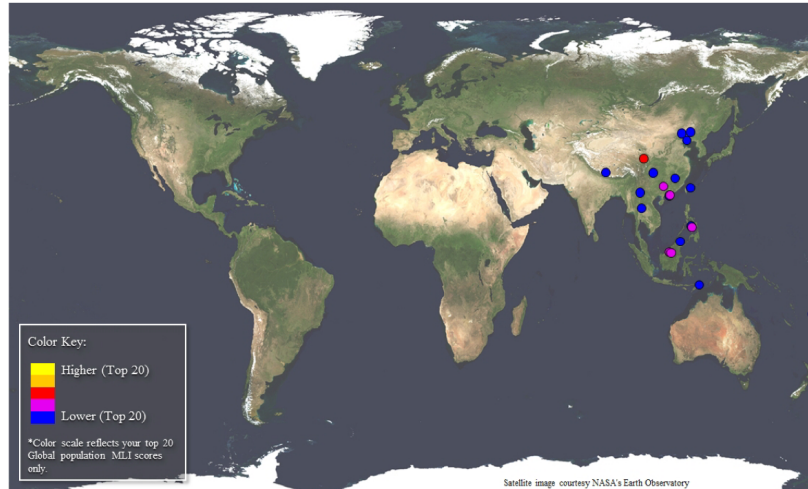 Color Key:
Higher (Top 20)
Lower (Top 20)
*Color scale reflects your top 20
Global population MLI scores
only.
Satellite image courtesy NASA's Earth Observatory